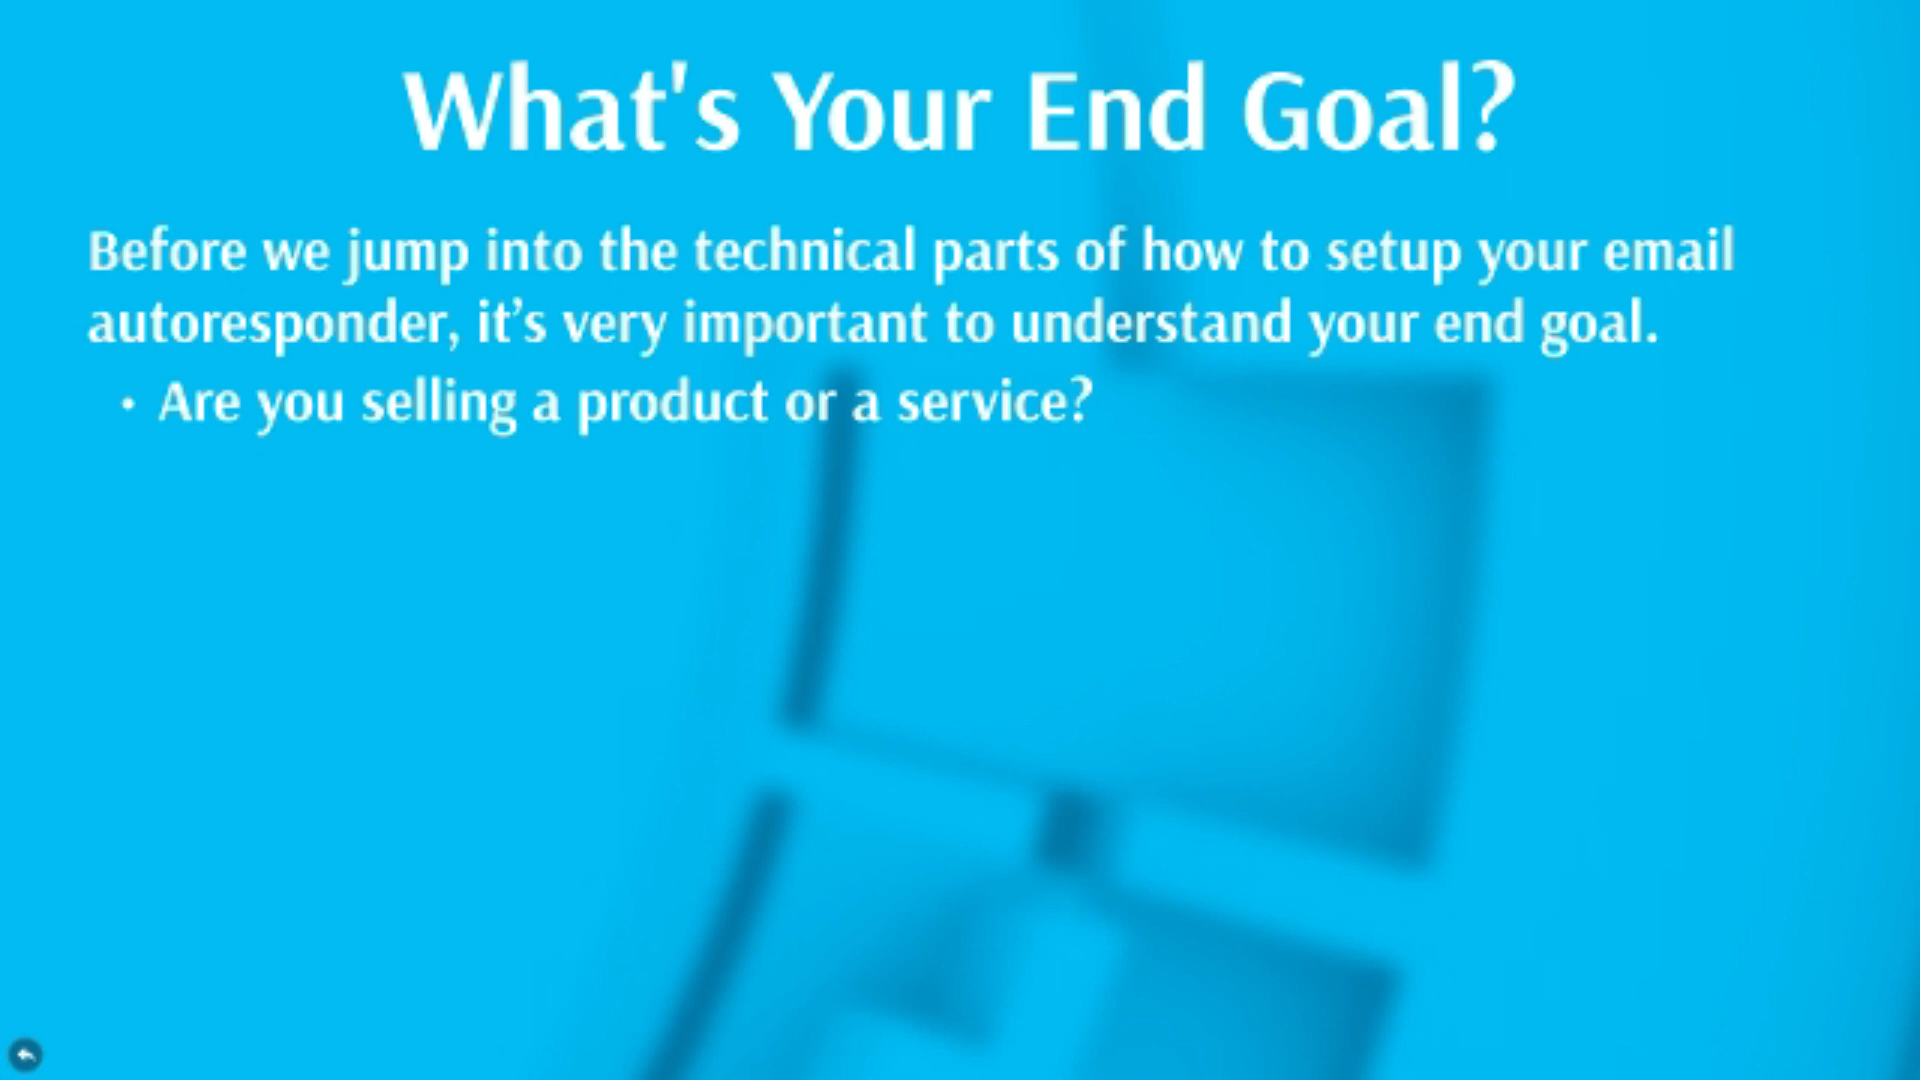 What's Your End Goal?
Before we jump into the technical parts of how to setup your email
autoresponder, it’s very important to understand your end goal.
• Are you selling a product or a service?